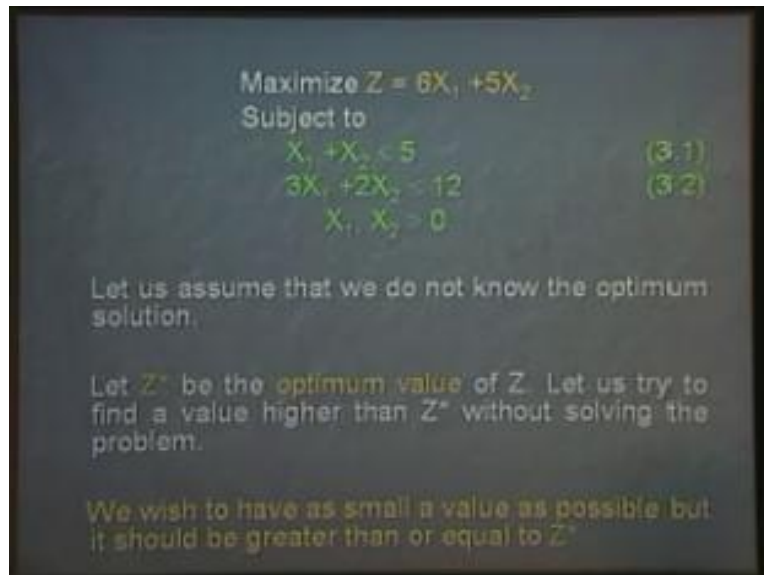 Maximize Z = 6X₁ +5X₂
Subject to
X₁ +X₂ < 5 (3.1)
3X₁ +2X₂ < 12 (3.2)
X₁, X₂ > 0
Let us assume that we do not know the optimum
solution.
Let Z* be the optimum value of Z. Let us try to
find a value higher than Z* without solving the
problem.
We wish to have as small a value as possible but
it should be greater than or equal to Z*